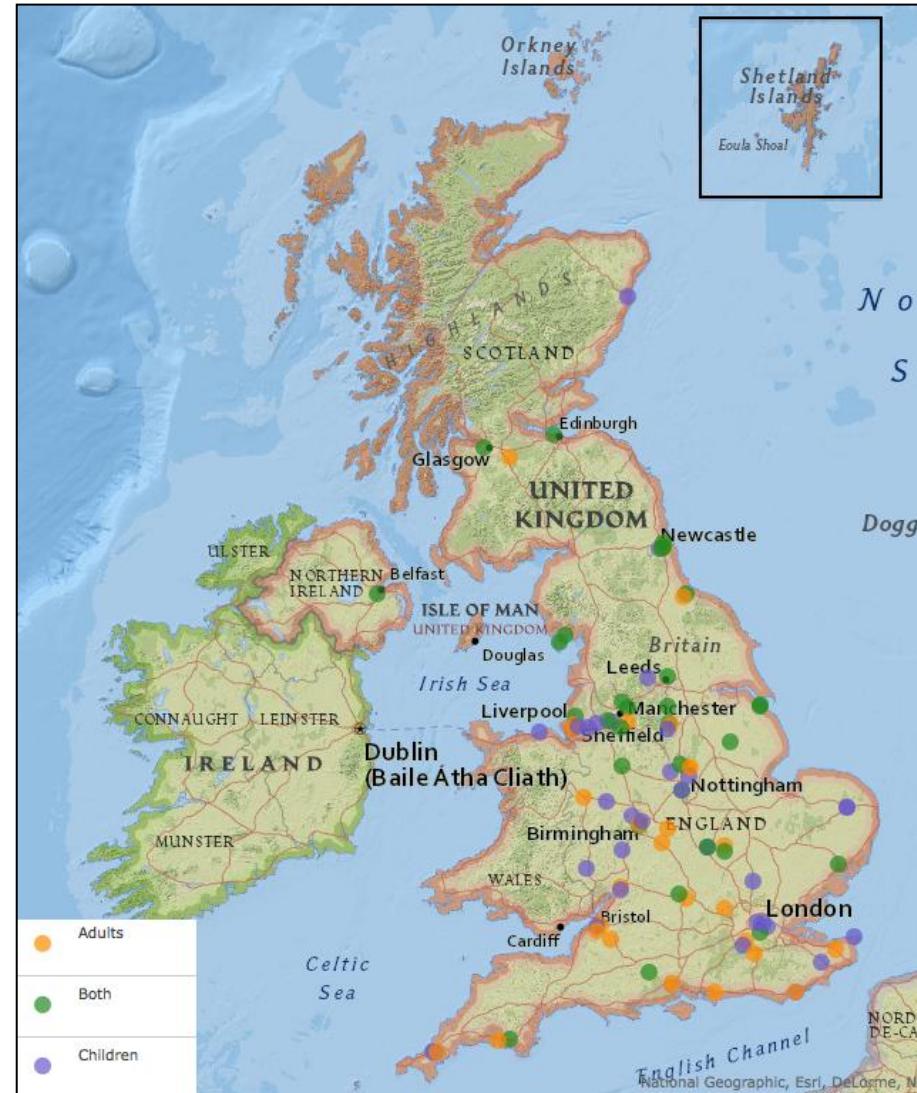 Orkney
Islands
Shetland
Islands
Eoula Shoal
N o
S
HIGHLANDS
SCOTLAND
Edinburgh
Glasgow
UNITED
KINGDOM
Dogg
Newcastle
ULSTER
NORTHERN
IRELAND
Belfast
ISLE OF MAN
UNITED KINGDOM
Douglas
Britain
Leeds
Irish Sea
CONNAUGHT
LEINSTER
Liverpool
Manchester
Sheffield
Dublin
(Baile Átha Cliath)
IRELAND
Nottingham
MUNSTER
Birmingham
ENGLAND
WALES
London
Bristol
Cardiff
Adults
Both
Children
Celtic
Sea
English Channel
NORD
DE-CA
National Geographic, Esri, DeLorme, N